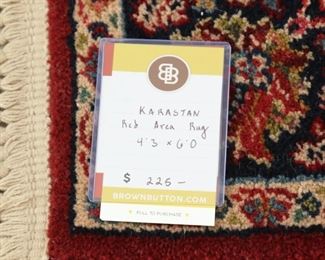 BB
KARASTAN
Red Area Rug
4'3 x 6'0
$ 225 -
BROWNBUTTON.COM
PULL TO PURCHASE